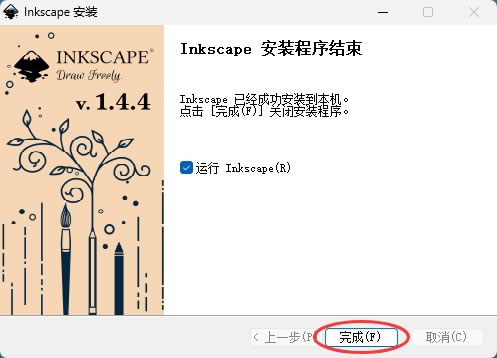 Inkscape 安装
INKSCAPE®
Draw Freely.
v. 1.4.4
Inkscape 安装程序结束
Inkscape 已经成功安装到本机。
点击 [完成(F)] 关闭安装程序。
运行 Inkscape(R)
< 上一步(P
完成(F)
取消(C)